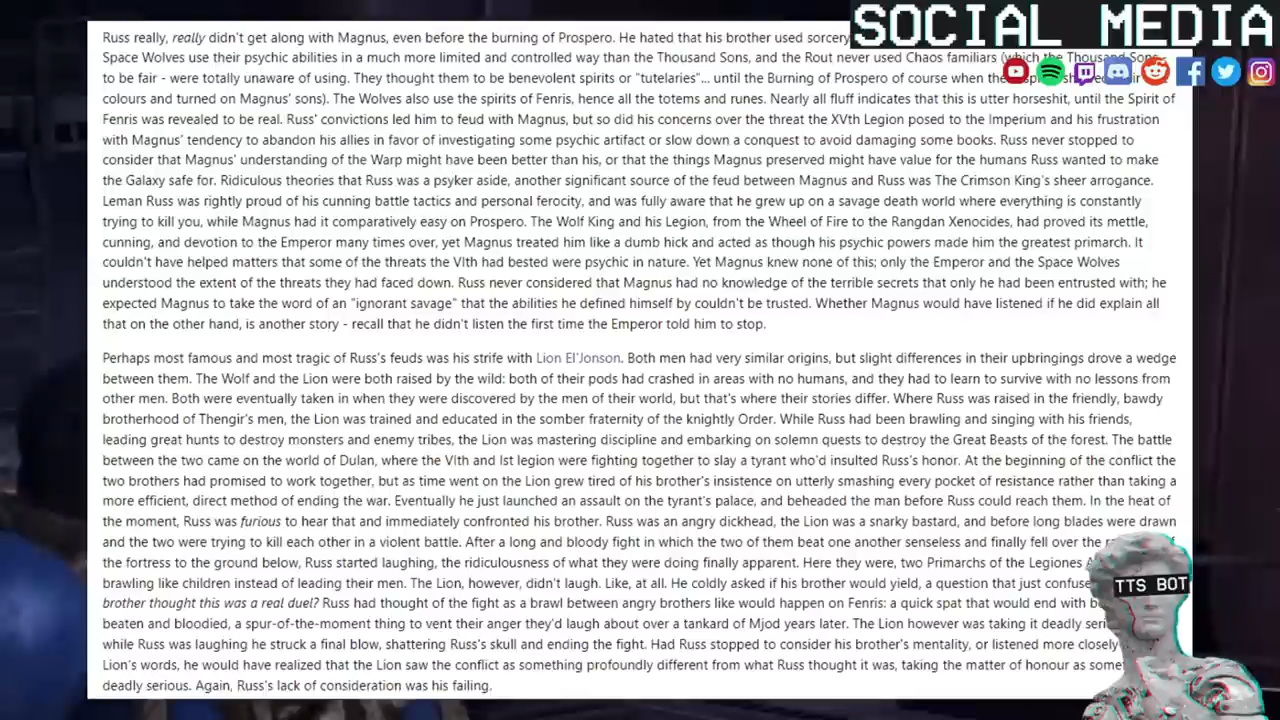 SOCIAL MEDIA
Russ really, really didn't get along with Magnus, even before the burning of Prospero. He hated that his brother used sorcery
Space Wolves use their psychic abilities in a much more limited and controlled way than the Thousand Sons, and the Rout never used Chaos familiars (which the Thousand Sons -
to be fair - were totally unaware of using. They thought them to be benevolent spirits or "tutelaries"... until the Burning of Prospero of course when the
colours and turned on Magnus' sons). The Wolves also use the spirits of Fenris, hence all the totems and runes. Nearly all fluff indicates that this is utter horseshit, until the Spirit of
Fenris was revealed to be real. Russ' convictions led him to feud with Magnus, but so did his concerns over the threat the XVth Legion posed to the Imperium and his frustration
with Magnus' tendency to abandon his allies in favor of investigating some psychic artifact or slow down a conquest to avoid damaging some books. Russ never stopped to
consider that Magnus' understanding of the Warp might have been better than his, or that the things Magnus preserved might have value for the humans Russ wanted to make
the Galaxy safe for. Ridiculous theories that Russ was a psyker aside, another significant source of the feud between Magnus and Russ was The Crimson King's sheer arrogance.
Leman Russ was rightly proud of his cunning battle tactics and personal ferocity, and was fully aware that he grew up on a savage death world where everything is constantly
trying to kill you, while Magnus had it comparatively easy on Prospero. The Wolf King and his Legion, from the Wheel of Fire to the Rangdan Xenocides, had proved its mettle,
cunning, and devotion to the Emperor many times over, yet Magnus treated him like a dumb hick and acted as though his psychic powers made him the greatest primarch. It
couldn't have helped matters that some of the threats the VIth had bested were psychic in nature. Yet Magnus knew none of this; only the Emperor and the Space Wolves
understood the extent of the threats they had faced down. Russ never considered that Magnus had no knowledge of the terrible secrets that only he had been entrusted with; he
expected Magnus to take the word of an "ignorant savage" that the abilities he defined himself by couldn't be trusted. Whether Magnus would have listened if he did explain all
that on the other hand, is another story - recall that he didn't listen the first time the Emperor told him to stop.
Perhaps most famous and most tragic of Russ's feuds was his strife with Lion El'Jonson. Both men had very similar origins, but slight differences in their upbringings drove a wedge
between them. The Wolf and the Lion were both raised by the wild: both of their pods had crashed in areas with no humans, and they had to learn to survive with no lessons from
other men. Both were eventually taken in when they were discovered by the men of their world, but that's where their stories differ. Where Russ was raised in the friendly, bawdy
brotherhood of Thengir's men, the Lion was trained and educated in the somber fraternity of the knightly Order. While Russ had been brawling and singing with his friends,
leading great hunts to destroy monsters and enemy tribes, the Lion was mastering discipline and embarking on solemn quests to destroy the Great Beasts of the forest. The battle
between the two came on the world of Dulan, where the VIth and Ist legion were fighting together to slay a tyrant who'd insulted Russ's honor. At the beginning of the conflict the
two brothers had promised to work together, but as time went on the Lion grew tired of his brother's insistence on utterly smashing every pocket of resistance rather than taking a
more efficient, direct method of ending the war. Eventually he just launched an assault on the tyrant's palace, and beheaded the man before Russ could reach them. In the heat of
the moment, Russ was furious to hear that and immediately confronted his brother. Russ was an angry dickhead, the Lion was a snarky bastard, and before long blades were drawn
and the two were trying to kill each other in a violent battle. After a long and bloody fight in which the two of them beat one another senseless and finally fell over the
the fortress to the ground below, Russ started laughing, the ridiculousness of what they were doing finally apparent. Here they were, two Primarchs of the Legiones
brawling like children instead of leading their men. The Lion, however, didn't laugh. Like, at all. He coldly asked if his brother would yield, a question that just
brother thought this was a real duel? Russ had thought of the fight as a brawl between angry brothers like would happen on Fenris: a quick spat that would end with
beaten and bloodied, a spur-of-the-moment thing to vent their anger they'd laugh about over a tankard of Mjod years later. The Lion however was taking it deadly
while Russ was laughing he struck a final blow, shattering Russ's skull and ending the fight. Had Russ stopped to consider his brother's mentality, or listened more closely
Lion's words, he would have realized that the Lion saw the conflict as something profoundly different from what Russ thought it was, taking the matter of honour as
deadly serious. Again, Russ's lack of consideration was his failing.
TTS BOT